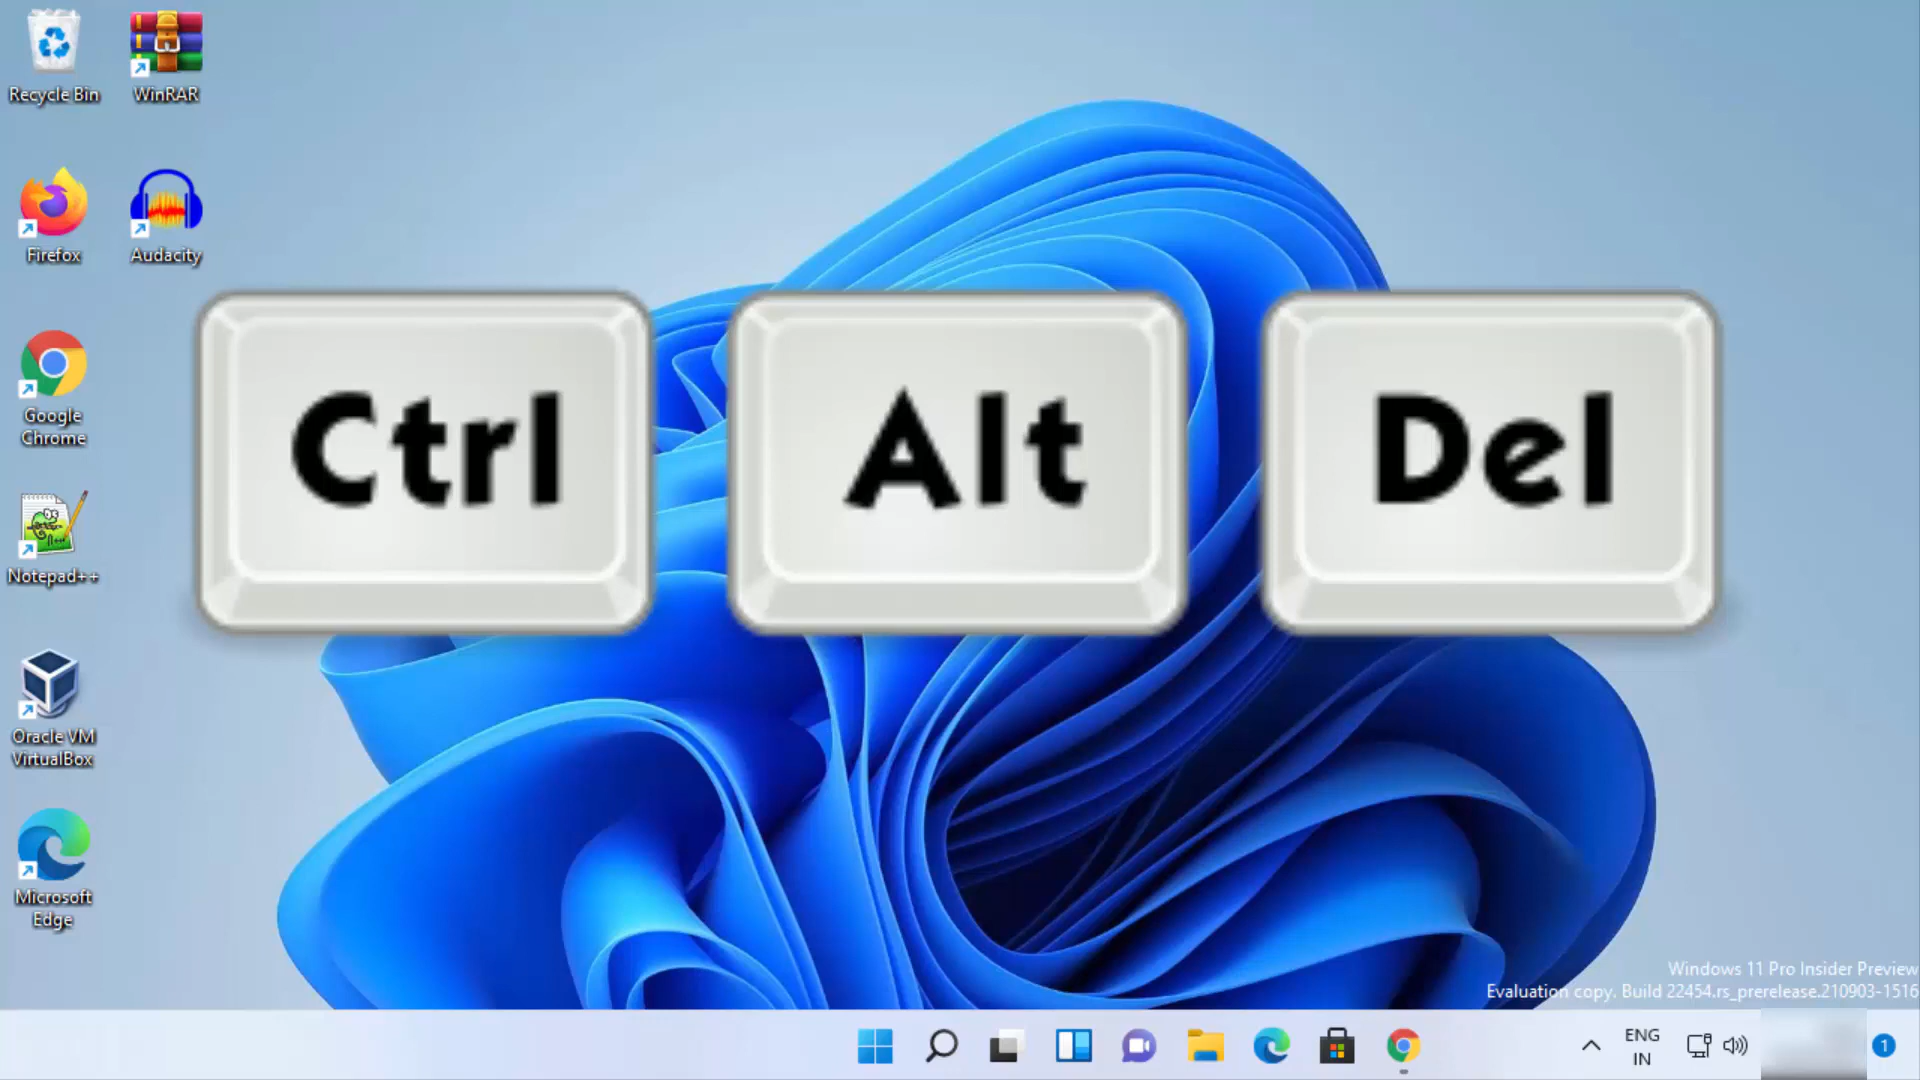 Recycle Bin
WinRAR
Firefox
Audacity
Google
Chrome
Notepad++
Oracle VM
VirtualBox
Microsoft
Edge
Ctrl
Alt
Del
Windows 11 Pro Insider Preview
Evaluation copy. Build 22454.rs_prerelease.210903-1516
ENG
IN
1